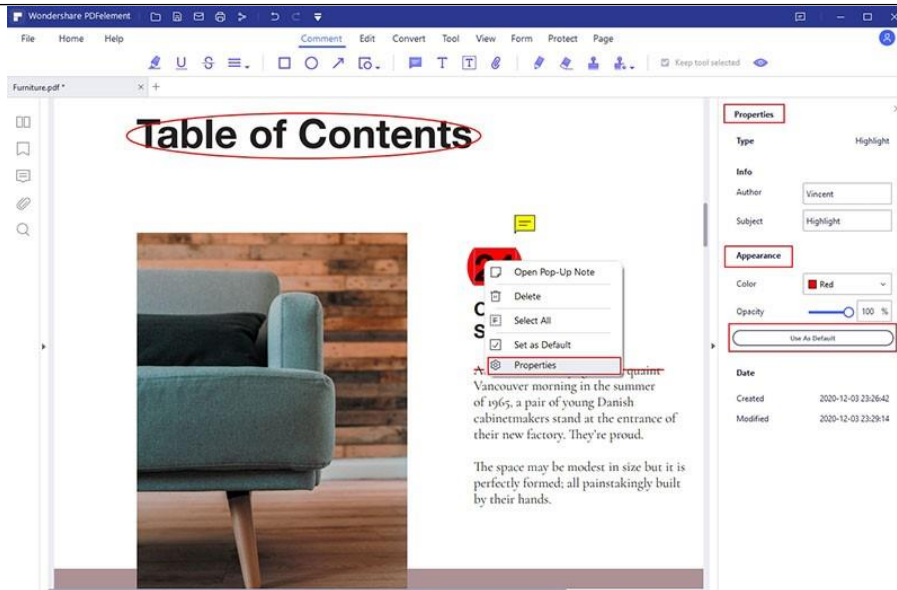 Wondershare PDFelement
File Home Help Comment Edit Convert Tool View Form Protect Page
Keep tool selected
Furniture.pdf * × +
Table of Contents
Open Pop-Up Note
Delete
Select All
Set as Default
Properties
quaint
Vancouver morning in the summer
of 1965, a pair of young Danish
cabinetmakers stand at the entrance of
their new factory. They're proud.
The space may be modest in size but it is
perfectly formed; all painstakingly built
by their hands.
Properties
Type Highlight
Info
Author Vincent
Subject Highlight
Appearance
Color Red
Opacity 100 %
Use As Default
Date
Created 2020-12-03 23:26:42
Modified 2020-12-03 23:29:14